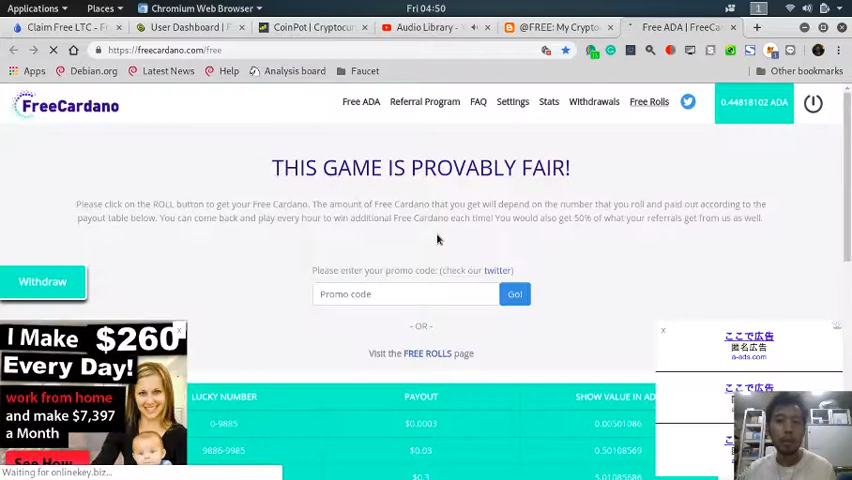 Applications Places Chromium Web Browser Fri 04:50 1
Claim Free LTC - F User Dashboard | F CoinPot | Cryptocur Audio Library - @FREE: My Crypto Free ADA | FreeCar
https://freecardano.com/free
Apps Debian.org Latest News Help Analysis board Faucet Other bookmarks
FreeCardano Free ADA Referral Program FAQ Settings Stats Withdrawals Free Rolls 0.44818102 ADA
THIS GAME IS PROVABLY FAIR!
Please click on the ROLL button to get your Free Cardano. The amount of Free Cardano that you get will depend on the number that you roll and paid out according to the
payout table below. You can come back and play every hour to win additional Free Cardano each time! You would also get 50% of what your referrals get from us as well.
Please enter your promo code: (check our twitter)
Withdraw
Promo code Go!
- OR -
Visit the FREE ROLLS page
I Make $260
Every Day!
work from home
and make $7,397
a Month
See How
x
ここで広告
匿名広告
a-ads.com
ここで広告
LUCKY NUMBER PAYOUT SHOW VALUE IN AD
0-9885 $0.0003 0.00501086
9886-9985 $0.03 0.50108569
$0.3 5.01085686
Waiting for onlinekey.biz...